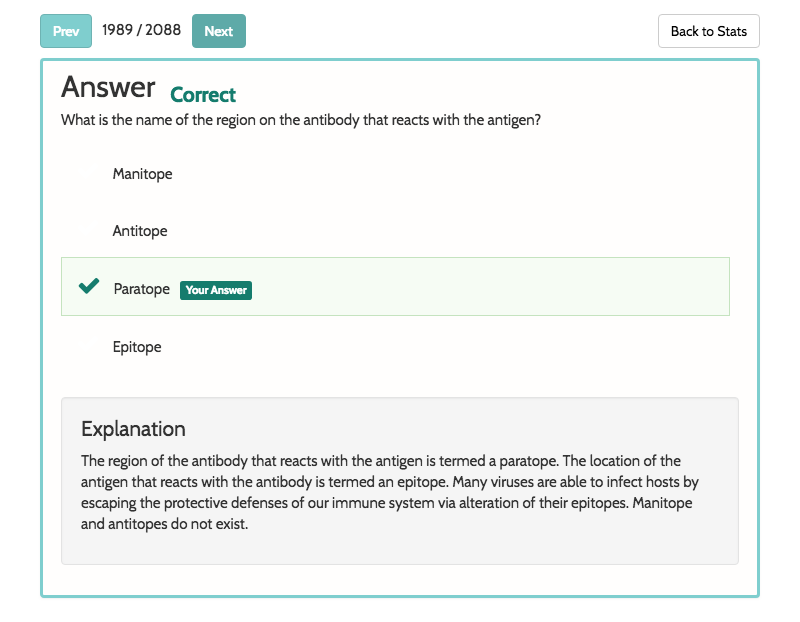 Prev 1989 / 2088 Next Back to Stats
Answer Correct
What is the name of the region on the antibody that reacts with the antigen?
Manitope
Antitope
Paratope Your Answer
Epitope
Explanation
The region of the antibody that reacts with the antigen is termed a paratope. The location of the
antigen that reacts with the antibody is termed an epitope. Many viruses are able to infect hosts by
escaping the protective defenses of our immune system via alteration of their epitopes. Manitope
and antitopes do not exist.